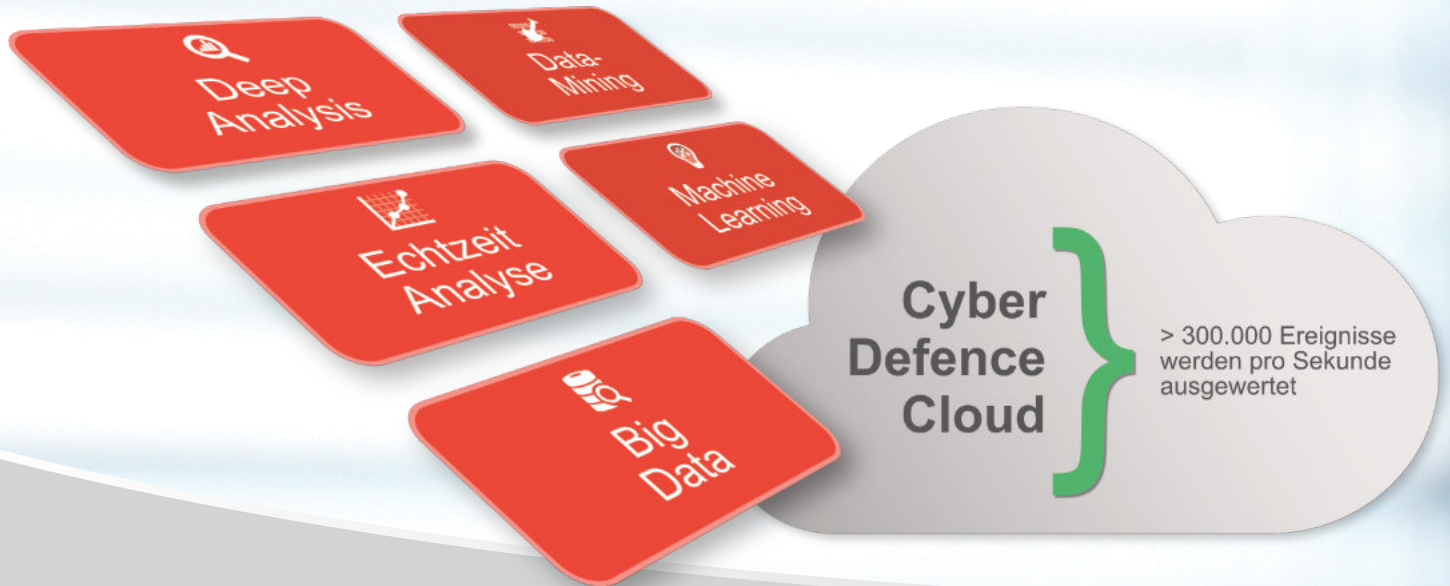 Deep
Analysis
Data-
Mining
Echtzeit
Analyse
Machine
Learning
Big
Data
Cyber
Defence
Cloud
> 300.000 Ereignisse
werden pro Sekunde
ausgewertet